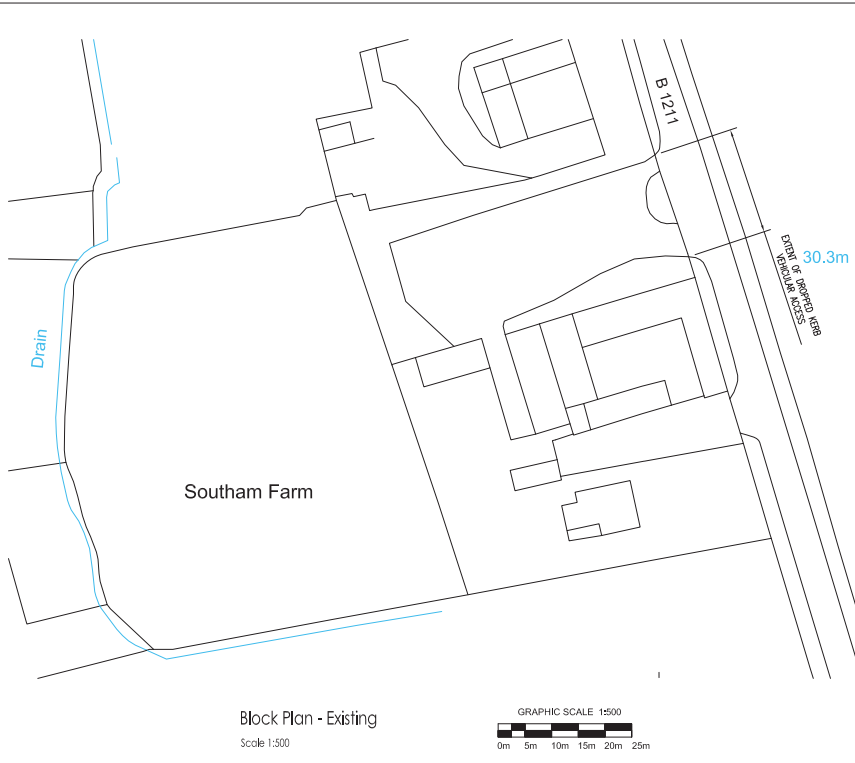 B 1211
EXTENT OF DROPPED KERB
VEHICULAR ACCESS
30.3m
Drain
Southam Farm
Block Plan - Existing
Scale 1:500
GRAPHIC SCALE 1:500
0m 5m 10m 15m 20m 25m